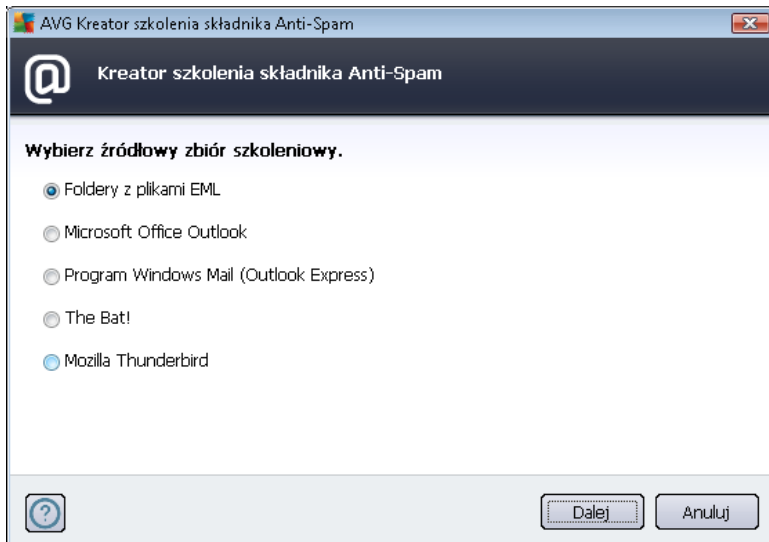 AVG Kreator szkolenia składnika Anti-Spam
Kreator szkolenia składnika Anti-Spam
Wybierz źródłowy zbiór szkoleniowy.
Foldery z plikami EML
Microsoft Office Outlook
Program Windows Mail (Outlook Express)
The Bat!
Mozilla Thunderbird
Dalej
Anuluj